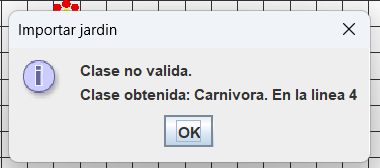 Importar jardin
Clase no valida.
Clase obtenida: Carnivora. En la linea 4
OK